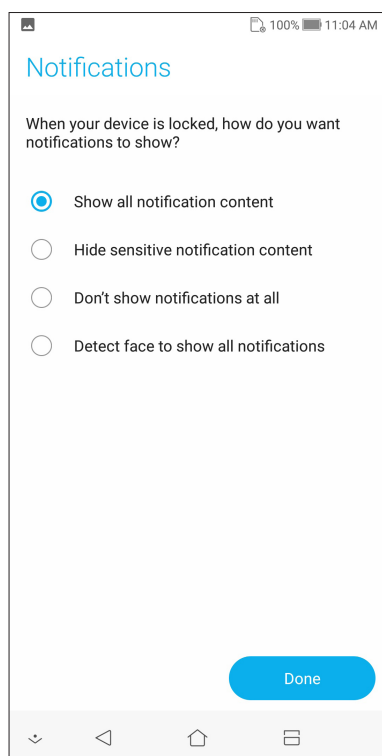 100% 11:04 AM
Notifications
When your device is locked, how do you want
notifications to show?
Show all notification content
Hide sensitive notification content
Don’t show notifications at all
Detect face to show all notifications
Done